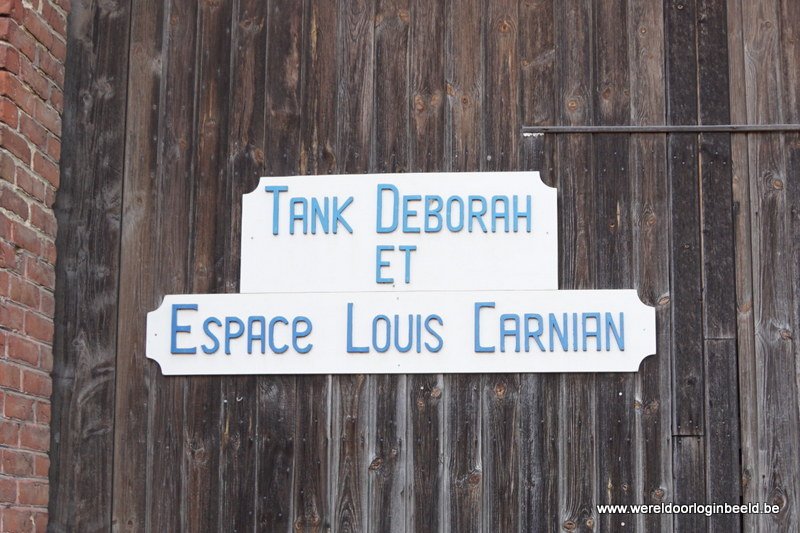 Tank Deborah
et
Espace Louis Carnian
www.wereldoorloginbeeld.be